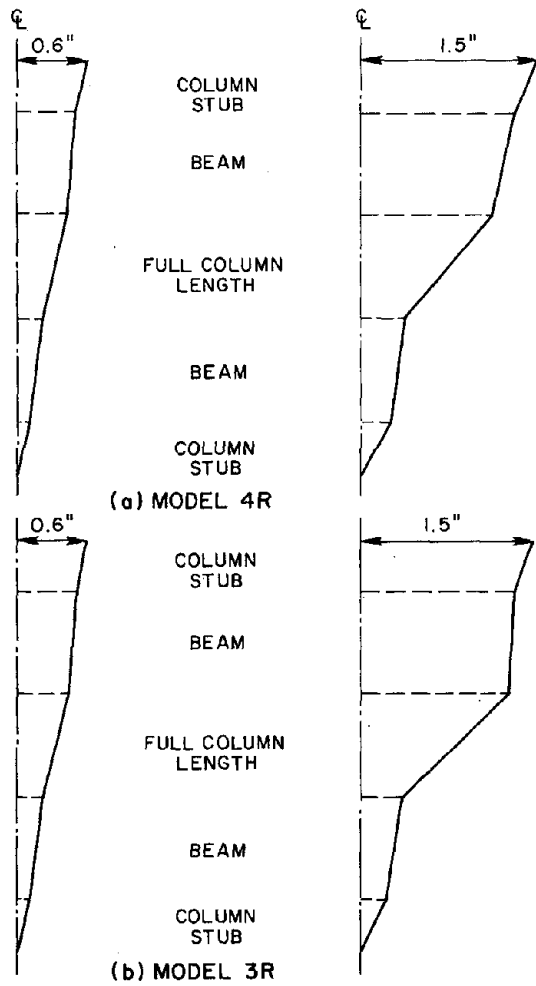 ℄ ℄
0.6" 1.5"
COLUMN
STUB
BEAM
FULL COLUMN
LENGTH
BEAM
COLUMN
STUB
(a) MODEL 4R
0.6" 1.5"
COLUMN
STUB
BEAM
FULL COLUMN
LENGTH
BEAM
COLUMN
STUB
(b) MODEL 3R